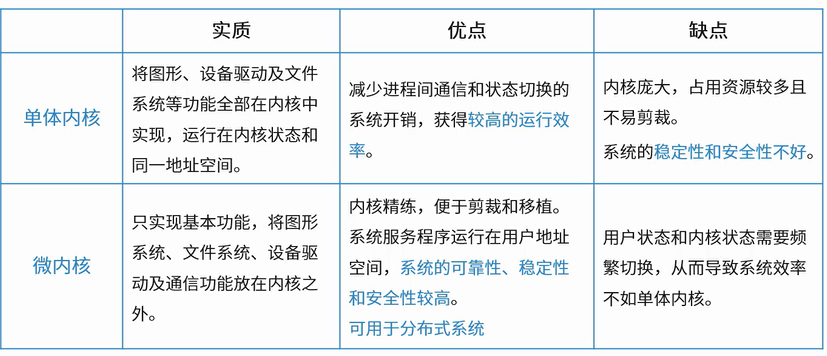 实质
优点
缺点
单体内核
将图形、设备驱动及文件
系统等功能全部在内核中
实现，运行在内核状态和
同一地址空间。
减少进程间通信和状态切换的
系统开销，获得较高的运行效
率。
内核庞大，占用资源较多且
不易剪裁。
系统的稳定性和安全性不好。
微内核
只实现基本功能，将图形
系统、文件系统、设备驱
动及通信功能放在内核之
外。
内核精练，便于剪裁和移植。
系统服务程序运行在用户地址
空间，系统的可靠性、稳定性
和安全性较高。
可用于分布式系统
用户状态和内核状态需要频
繁切换，从而导致系统效率
不如单体内核。